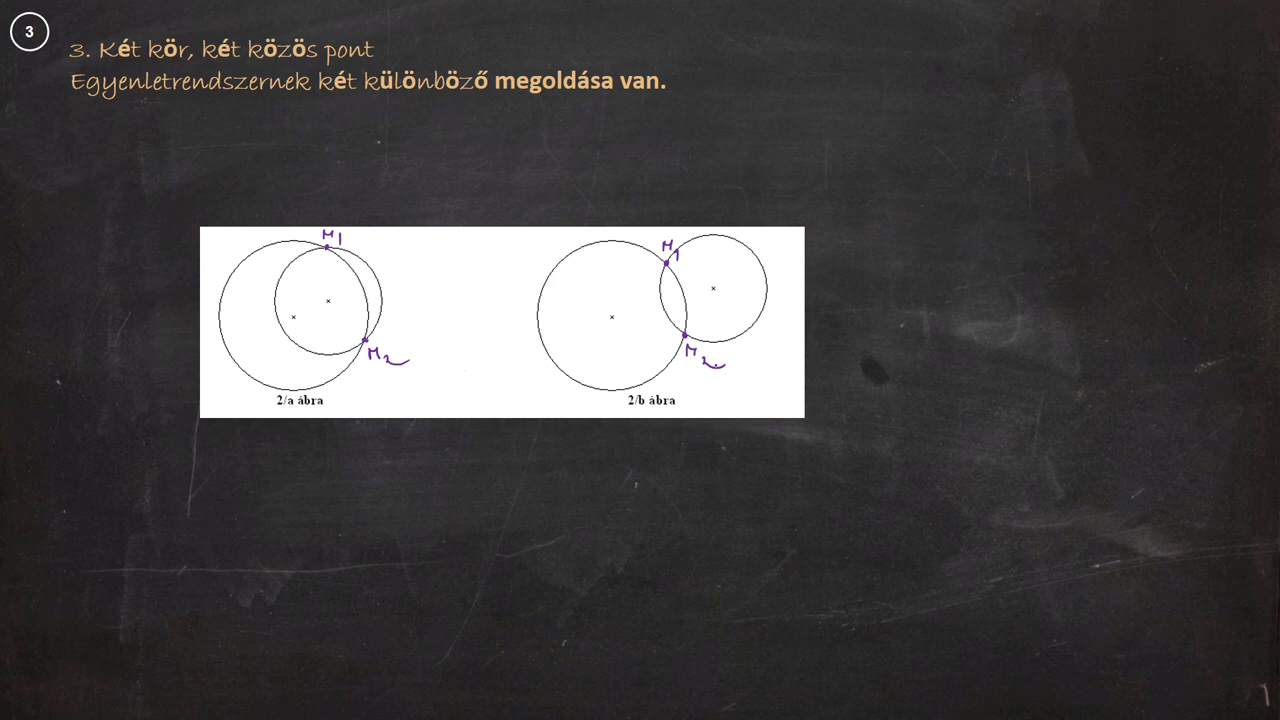 3
3. Két kör, két közös pont
Egyenletrendszernek két különböző megoldása van.
M1
M2
2/a ábra
M1
M2
2/b ábra